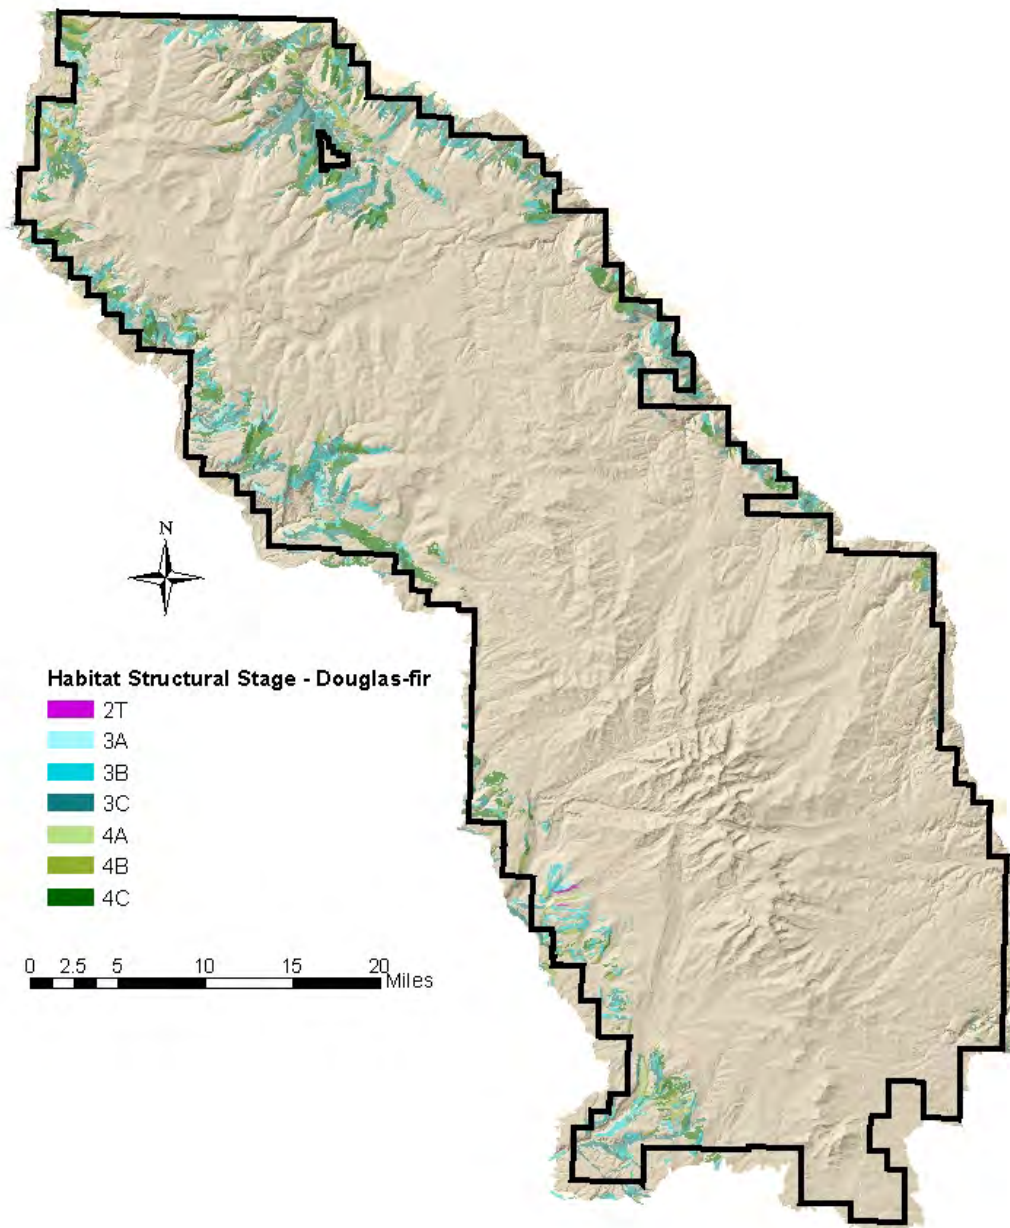 N
Habitat Structural Stage - Douglas-fir
2T
3A
3B
3C
4A
4B
4C
0 2.5 5 10 15 20
Miles